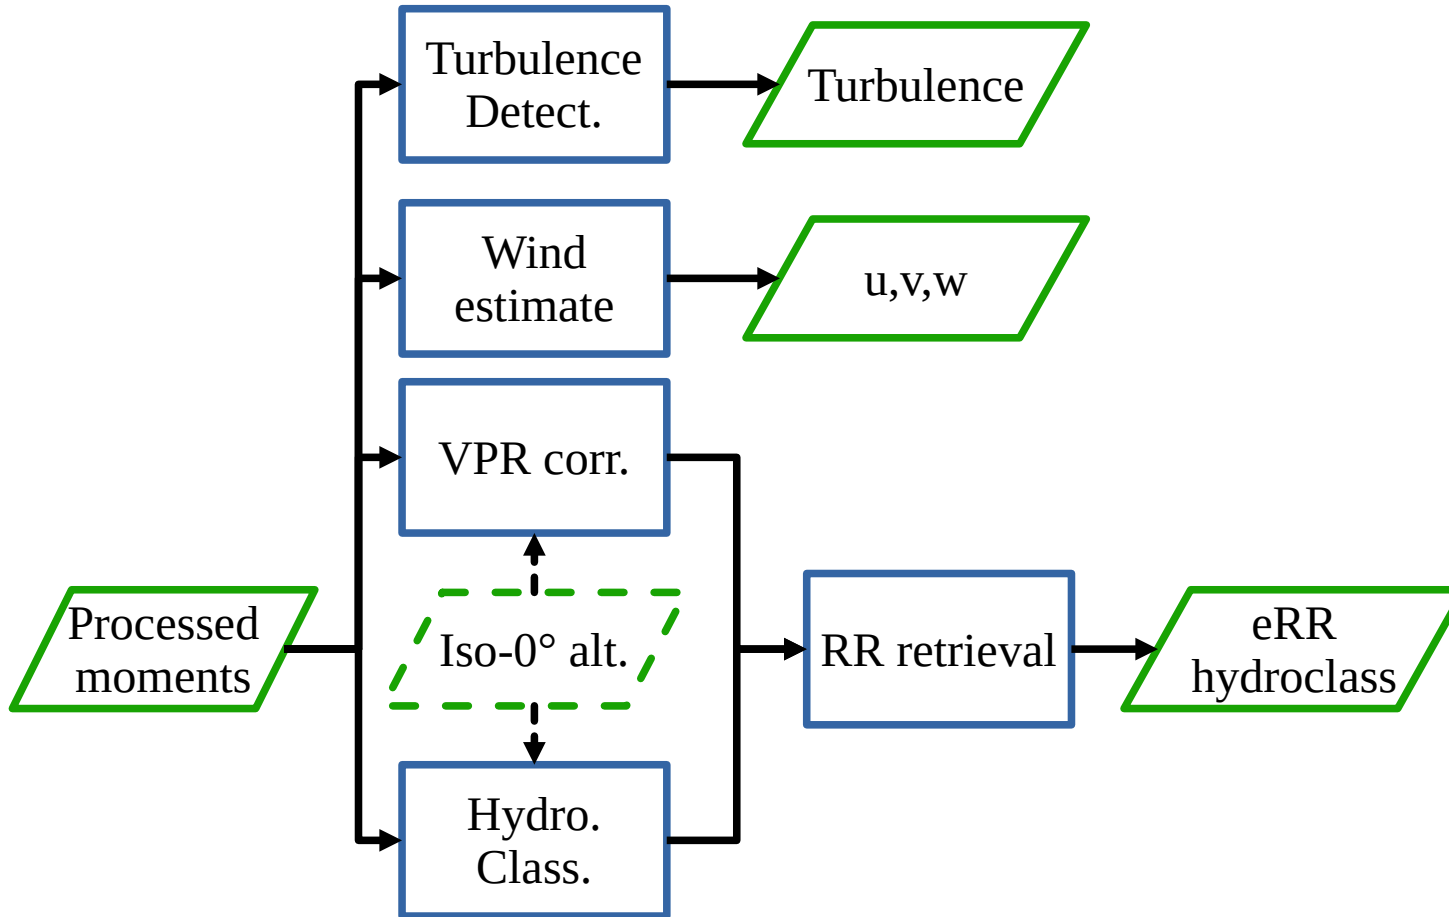 Turbulence
Detect.
Turbulence
Wind
estimate
u,v,w
VPR corr.
Processed
moments
Iso-0° alt.
RR retrieval
eRR
hydroclass
Hydro.
Class.